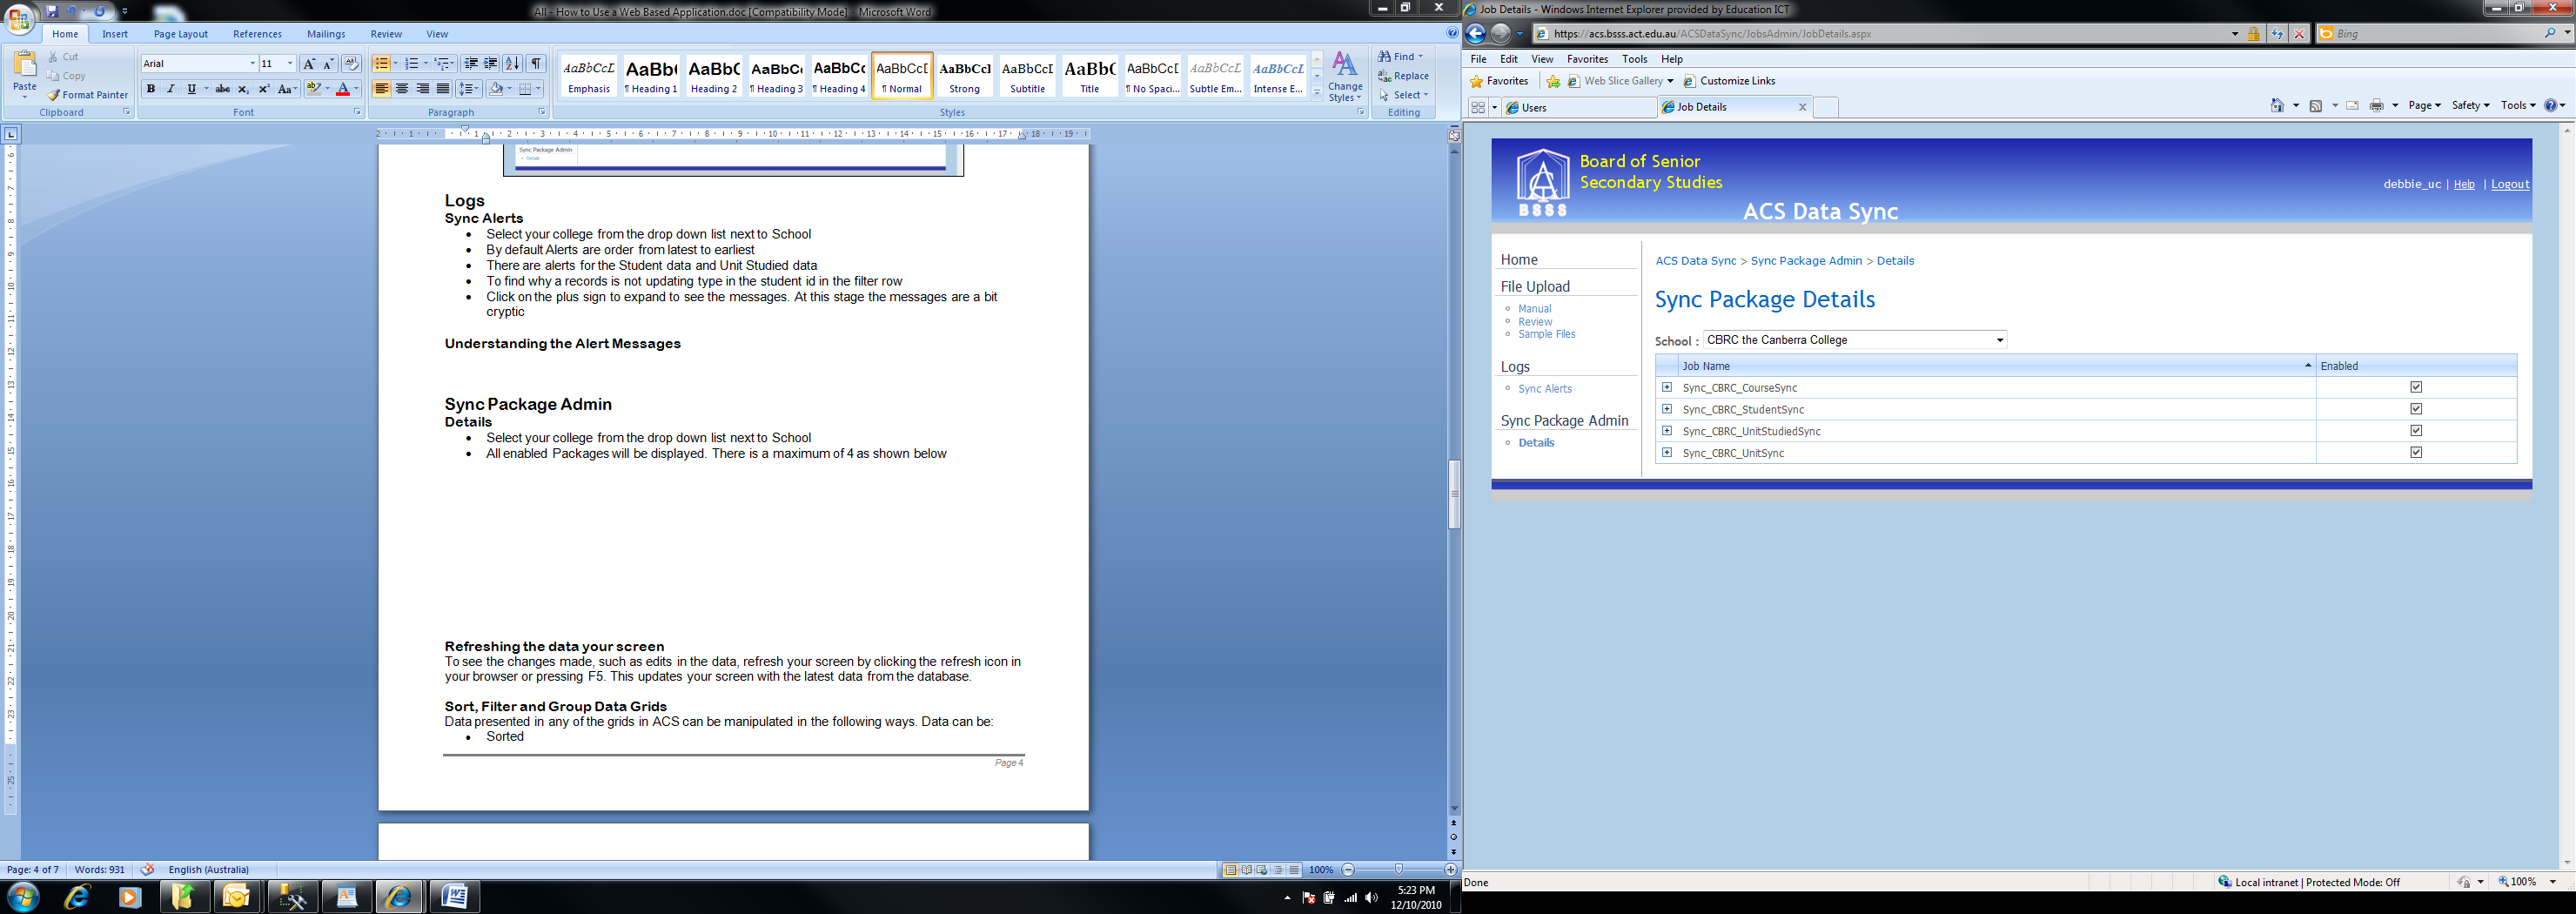 All - How to Use a Web Based Application.doc [Compatibility Mode] - Microsoft Word
Home Insert Page Layout References Mailings Review View
Paste
Cut
Copy
Format Painter
Clipboard
Arial 11
Font
Paragraph
AaBbCcL AaBb( AaBbC AaBbC AaBbC AaBbCcI AaBbCcI AaBbCcI AaBb( AaBbCcI AaBbCcL AaBbCcL
Emphasis ¶ Heading 1 Heading 2 ¶ Heading 3 ¶ Heading 4 ¶ Normal Strong Subtitle Title ¶ No Spaci... Subtle Em... Intense E...
Change Styles
Styles
Find
Replace
Select
Editing
Sync Package Admin
Details
Logs
Sync Alerts
• Select your college from the drop down list next to School
• By default Alerts are order from latest to earliest
• There are alerts for the Student data and Unit Studied data
• To find why a records is not updating type in the student id in the filter row
• Click on the plus sign to expand to see the messages. At this stage the messages are a bit
cryptic
Understanding the Alert Messages
Sync Package Admin
Details
• Select your college from the drop down list next to School
• All enabled Packages will be displayed. There is a maximum of 4 as shown below
Refreshing the data your screen
To see the changes made, such as edits in the data, refresh your screen by clicking the refresh icon in
your browser or pressing F5. This updates your screen with the latest data from the database.
Sort, Filter and Group Data Grids
Data presented in any of the grids in ACS can be manipulated in the following ways. Data can be:
• Sorted
Page 4
Page: 4 of 7 Words: 931 English (Australia) 100%
5:23 PM
12/10/2010
Job Details - Windows Internet Explorer provided by Education ICT
https://acs.bsss.act.edu.au/ACSDataSync/JobsAdmin/JobDetails.aspx
Bing
File Edit View Favorites Tools Help
Favorites Web Slice Gallery Customize Links
Users Job Details Page Safety Tools
Board of Senior
Secondary Studies
ACT
BSSS
debbie_uc | Help | Logout
ACS Data Sync
Home
File Upload
Manual
Review
Sample Files
Logs
Sync Alerts
Sync Package Admin
Details
ACS Data Sync > Sync Package Admin > Details
Sync Package Details
School : CBRC the Canberra College
Job Name Enabled
Sync_CBRC_CourseSync
Sync_CBRC_StudentSync
Sync_CBRC_UnitStudiedSync
Sync_CBRC_UnitSync
Done Local intranet | Protected Mode: Off 100%